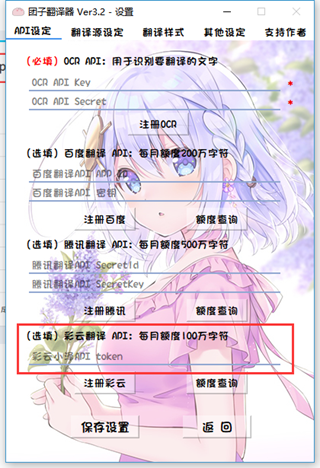 团子翻译器 Ver3.2 - 设置
API设定 翻译源设定 翻译样式 其他设定 支持作者
(必填) OCR API: 用于识别要翻译的文字
OCR API Key *
OCR API Secret *
注册OCR
(选填) 百度翻译 API: 每月额度200万字符
百度翻译API APP ID
百度翻译API 密钥
注册百度 额度查询
(选填) 腾讯翻译 API: 每月额度500万字符
腾讯翻译API SecretId
腾讯翻译API SecretKey
注册腾讯 额度查询
(选填) 彩云翻译 API: 每月额度100万字符
彩云小译API token
注册彩云 额度查询
保存设置 返 回